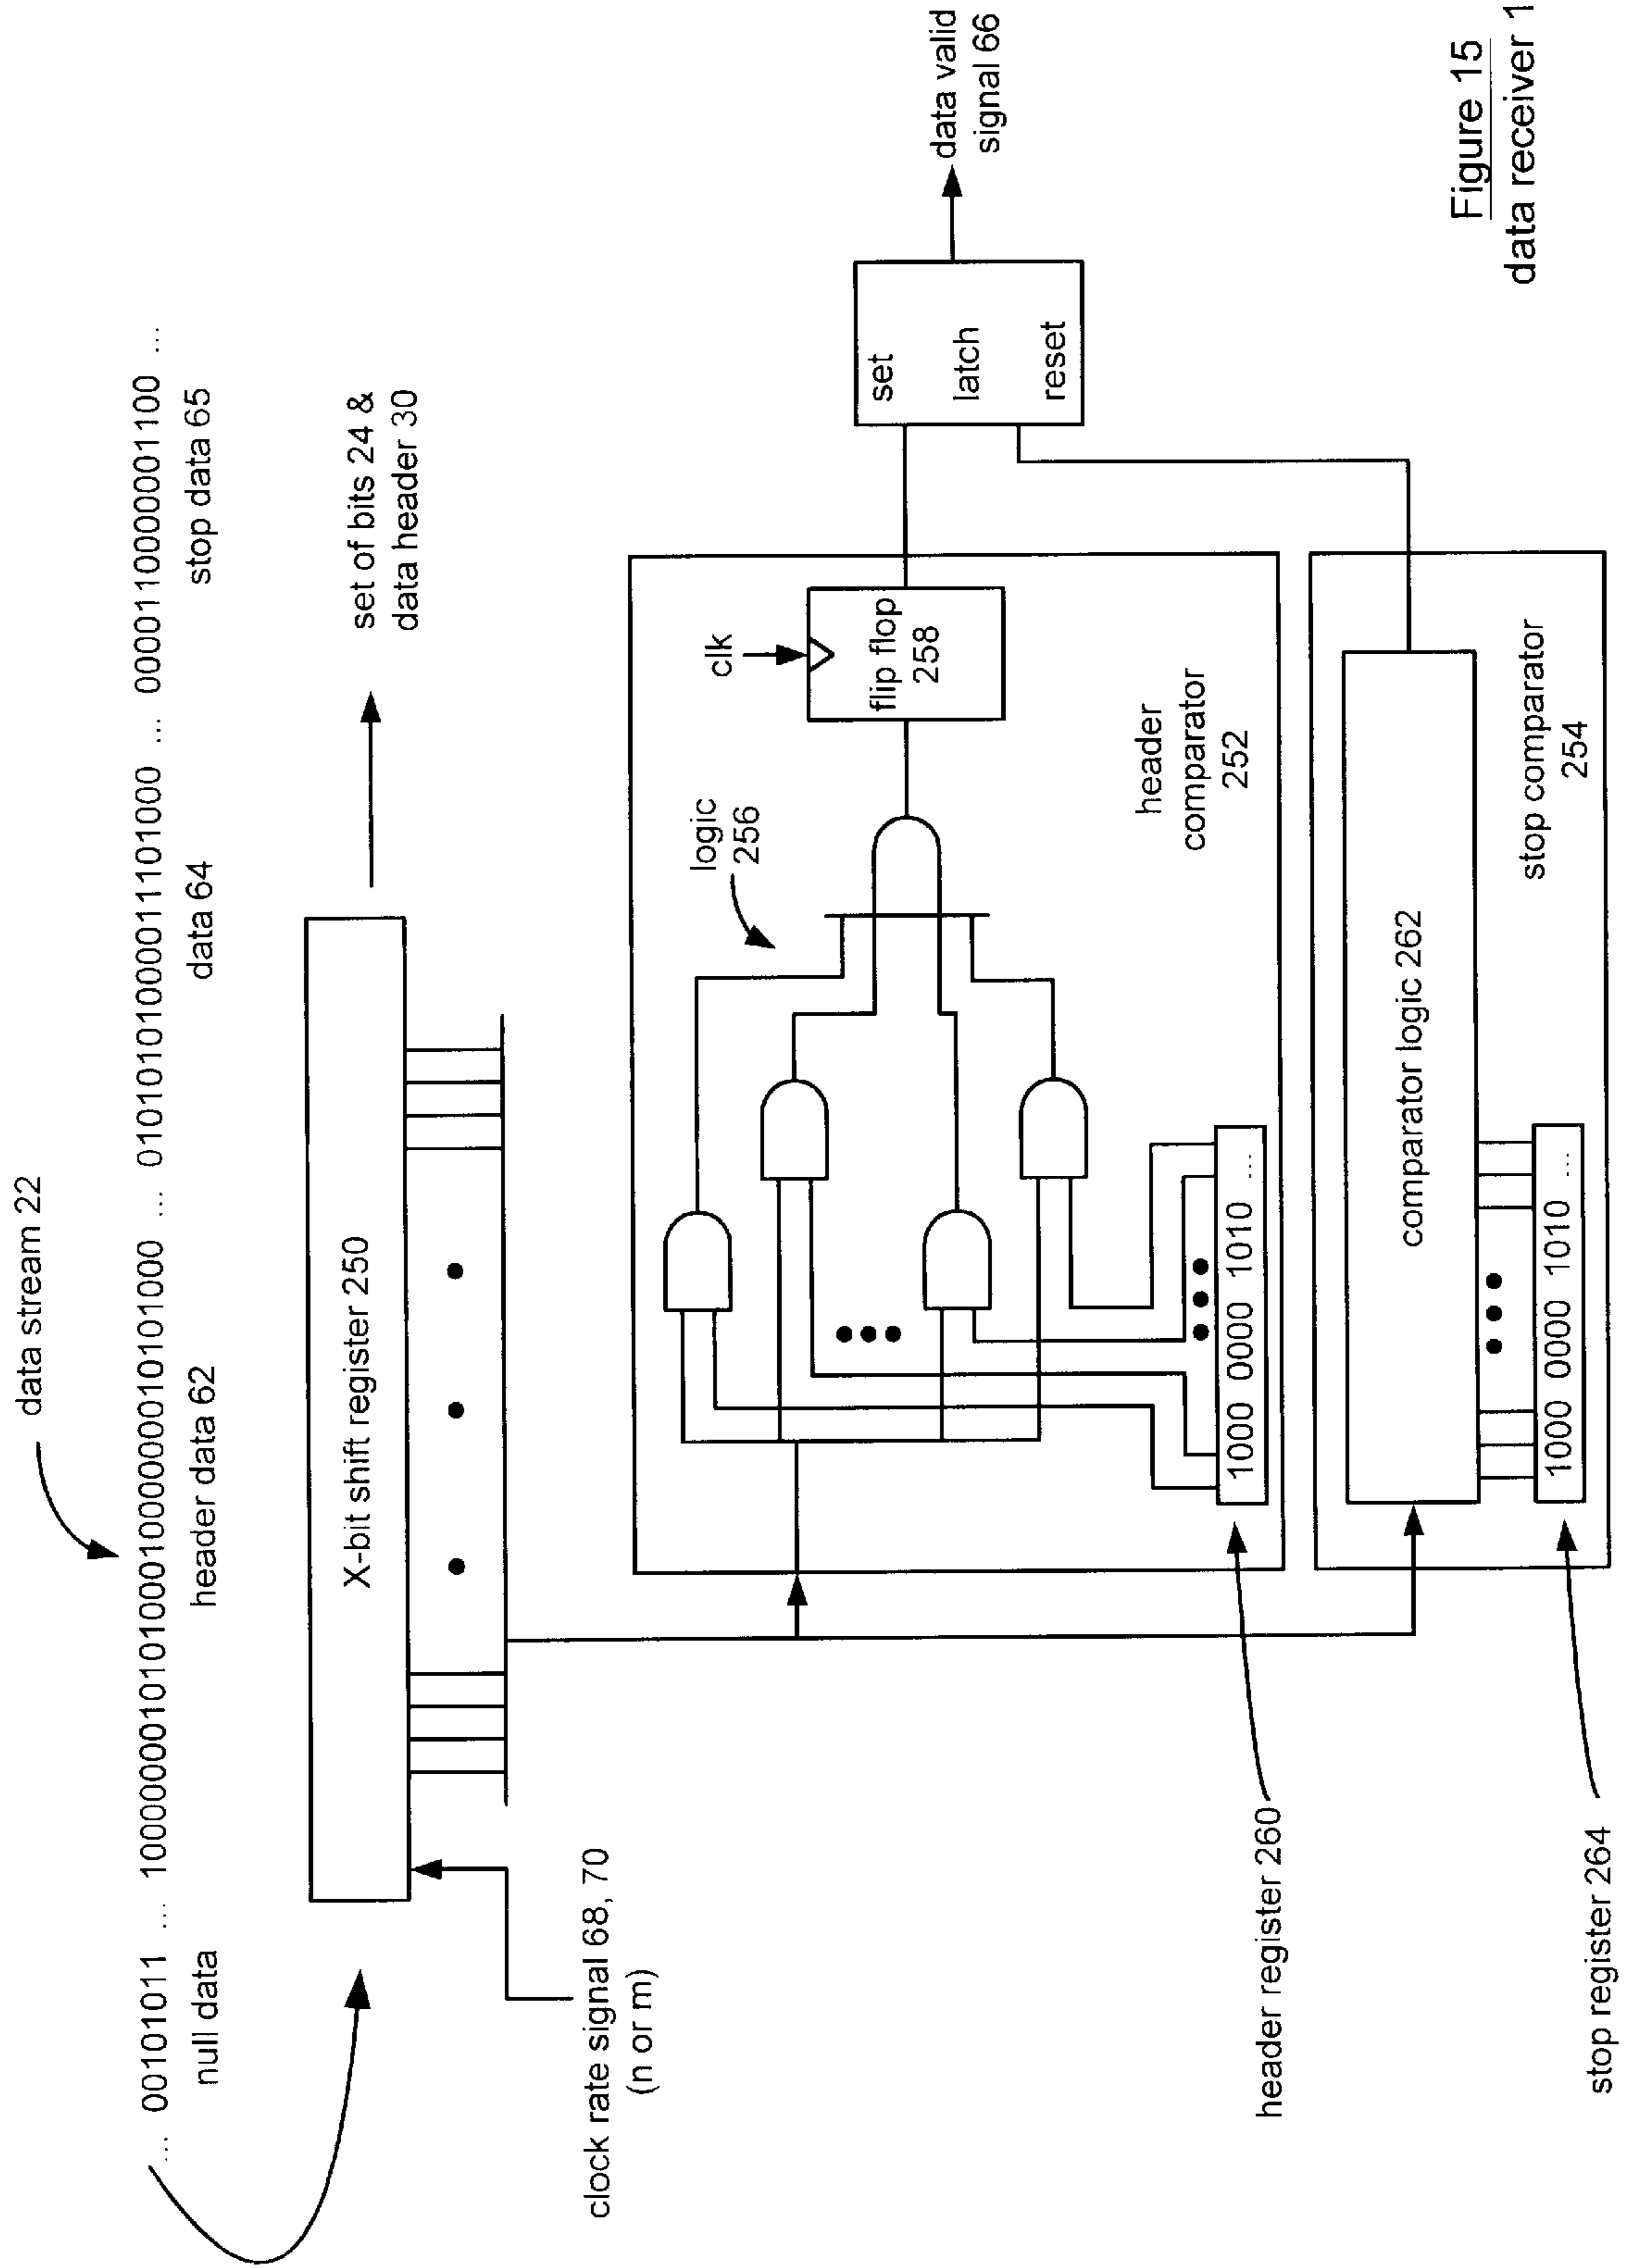 data stream 22
... 00101011 ... 10000001010100100100000010101000 ... 01010101000011101000 ... 0000110000001100 ...
null data
header data 62
data 64
stop data 65
X-bit shift register 250
set of bits 24 &
data header 30
clock rate signal 68, 70
(n or m)
logic
256
clk
flip flop
258
set
latch
reset
data valid
signal 66
header
comparator
252
1000 0000 1010 ...
header register 260
comparator logic 262
stop comparator
254
1000 0000 1010 ...
stop register 264
Figure 15
data receiver 1